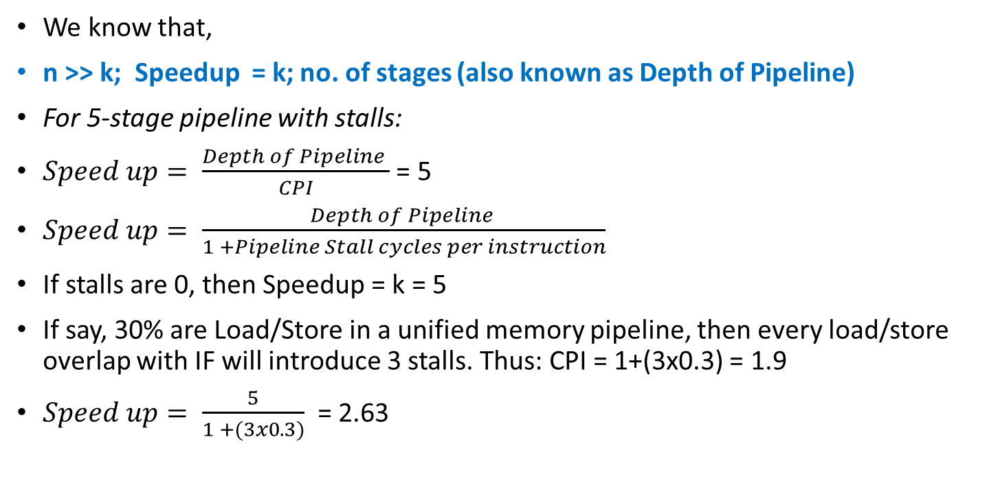 • We know that,
• n >> k;  Speedup  = k; no. of stages (also known as Depth of Pipeline)
• For 5-stage pipeline with stalls:
• Speed up = Depth of Pipeline / CPI = 5
• Speed up = Depth of Pipeline / 1 +Pipeline Stall cycles per instruction
• If stalls are 0, then Speedup = k = 5
• If say, 30% are Load/Store in a unified memory pipeline, then every load/store
overlap with IF will introduce 3 stalls. Thus: CPI = 1+(3x0.3) = 1.9
• Speed up = 5 / 1 +(3x0.3) = 2.63